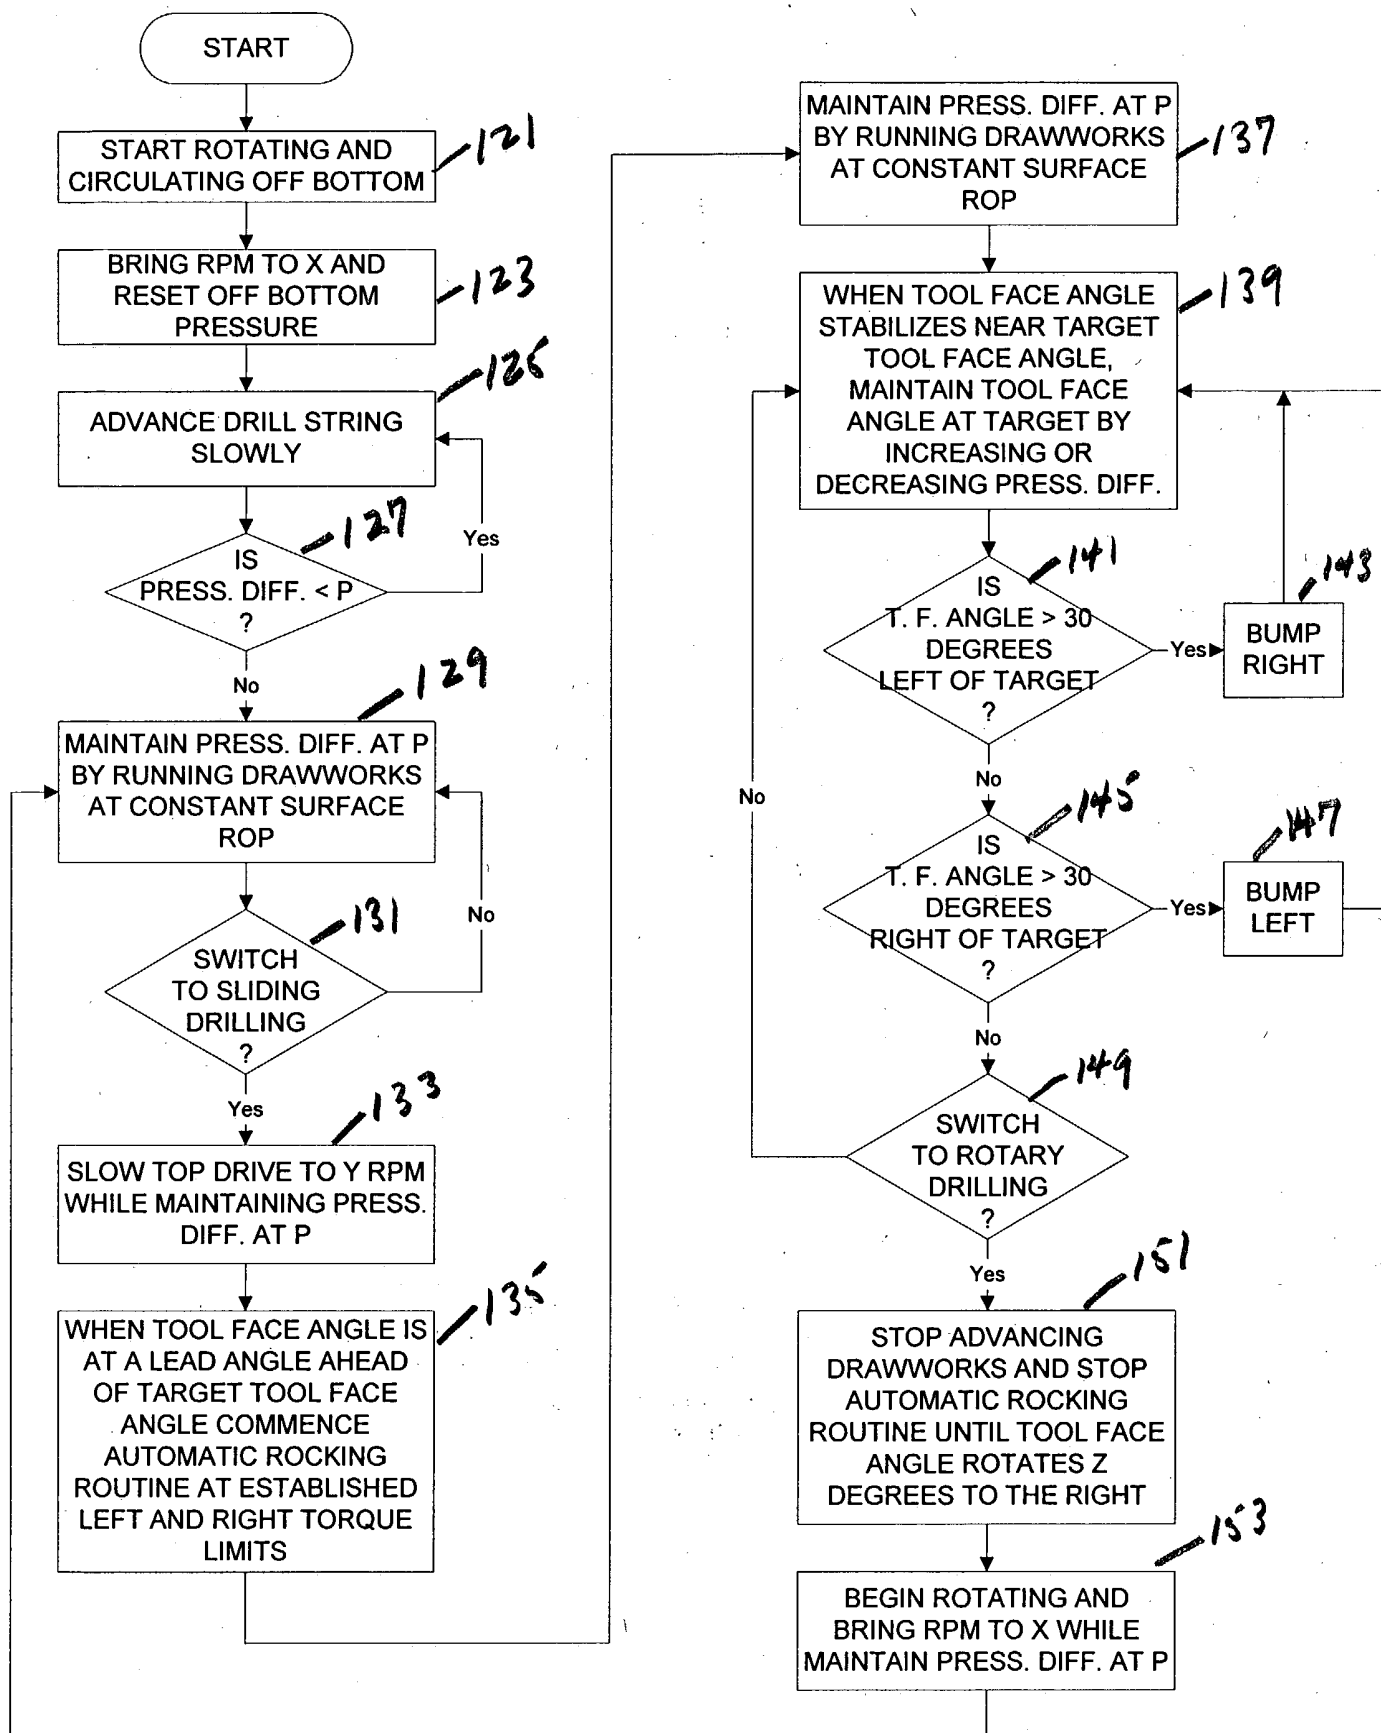 START
START ROTATING AND
CIRCULATING OFF BOTTOM
121
BRING RPM TO X AND
RESET OFF BOTTOM
PRESSURE
123
ADVANCE DRILL STRING
SLOWLY
125
IS
PRESS. DIFF. < P
?
127
Yes
No
MAINTAIN PRESS. DIFF. AT P
BY RUNNING DRAWWORKS
AT CONSTANT SURFACE
ROP
129
SWITCH
TO SLIDING
DRILLING
?
131
No
Yes
SLOW TOP DRIVE TO Y RPM
WHILE MAINTAINING PRESS.
DIFF. AT P
133
WHEN TOOL FACE ANGLE IS
AT A LEAD ANGLE AHEAD
OF TARGET TOOL FACE
ANGLE COMMENCE
AUTOMATIC ROCKING
ROUTINE AT ESTABLISHED
LEFT AND RIGHT TORQUE
LIMITS
135
MAINTAIN PRESS. DIFF. AT P
BY RUNNING DRAWWORKS
AT CONSTANT SURFACE
ROP
137
WHEN TOOL FACE ANGLE
STABILIZES NEAR TARGET
TOOL FACE ANGLE,
MAINTAIN TOOL FACE
ANGLE AT TARGET BY
INCREASING OR
DECREASING PRESS. DIFF.
139
IS
T. F. ANGLE > 30
DEGREES
LEFT OF TARGET
?
141
Yes
BUMP
RIGHT
143
No
IS
T. F. ANGLE > 30
DEGREES
RIGHT OF TARGET
?
145
Yes
BUMP
LEFT
147
No
SWITCH
TO ROTARY
DRILLING
?
149
No
Yes
STOP ADVANCING
DRAWWORKS AND STOP
AUTOMATIC ROCKING
ROUTINE UNTIL TOOL FACE
ANGLE ROTATES Z
DEGREES TO THE RIGHT
151
BEGIN ROTATING AND
BRING RPM TO X WHILE
MAINTAIN PRESS. DIFF. AT P
153